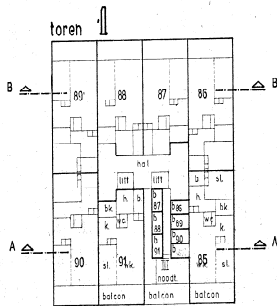 toren 1
B 89 88 87 86 B
hal
lift lift
b. sl.
bk. h. b. b 87 b 86 h.
wc b 88 b 89 bk
k. b 90 wc
k.
A 90 sl. 91 wk. h 91 b 85 A
noodt.
balcon balcon balcon